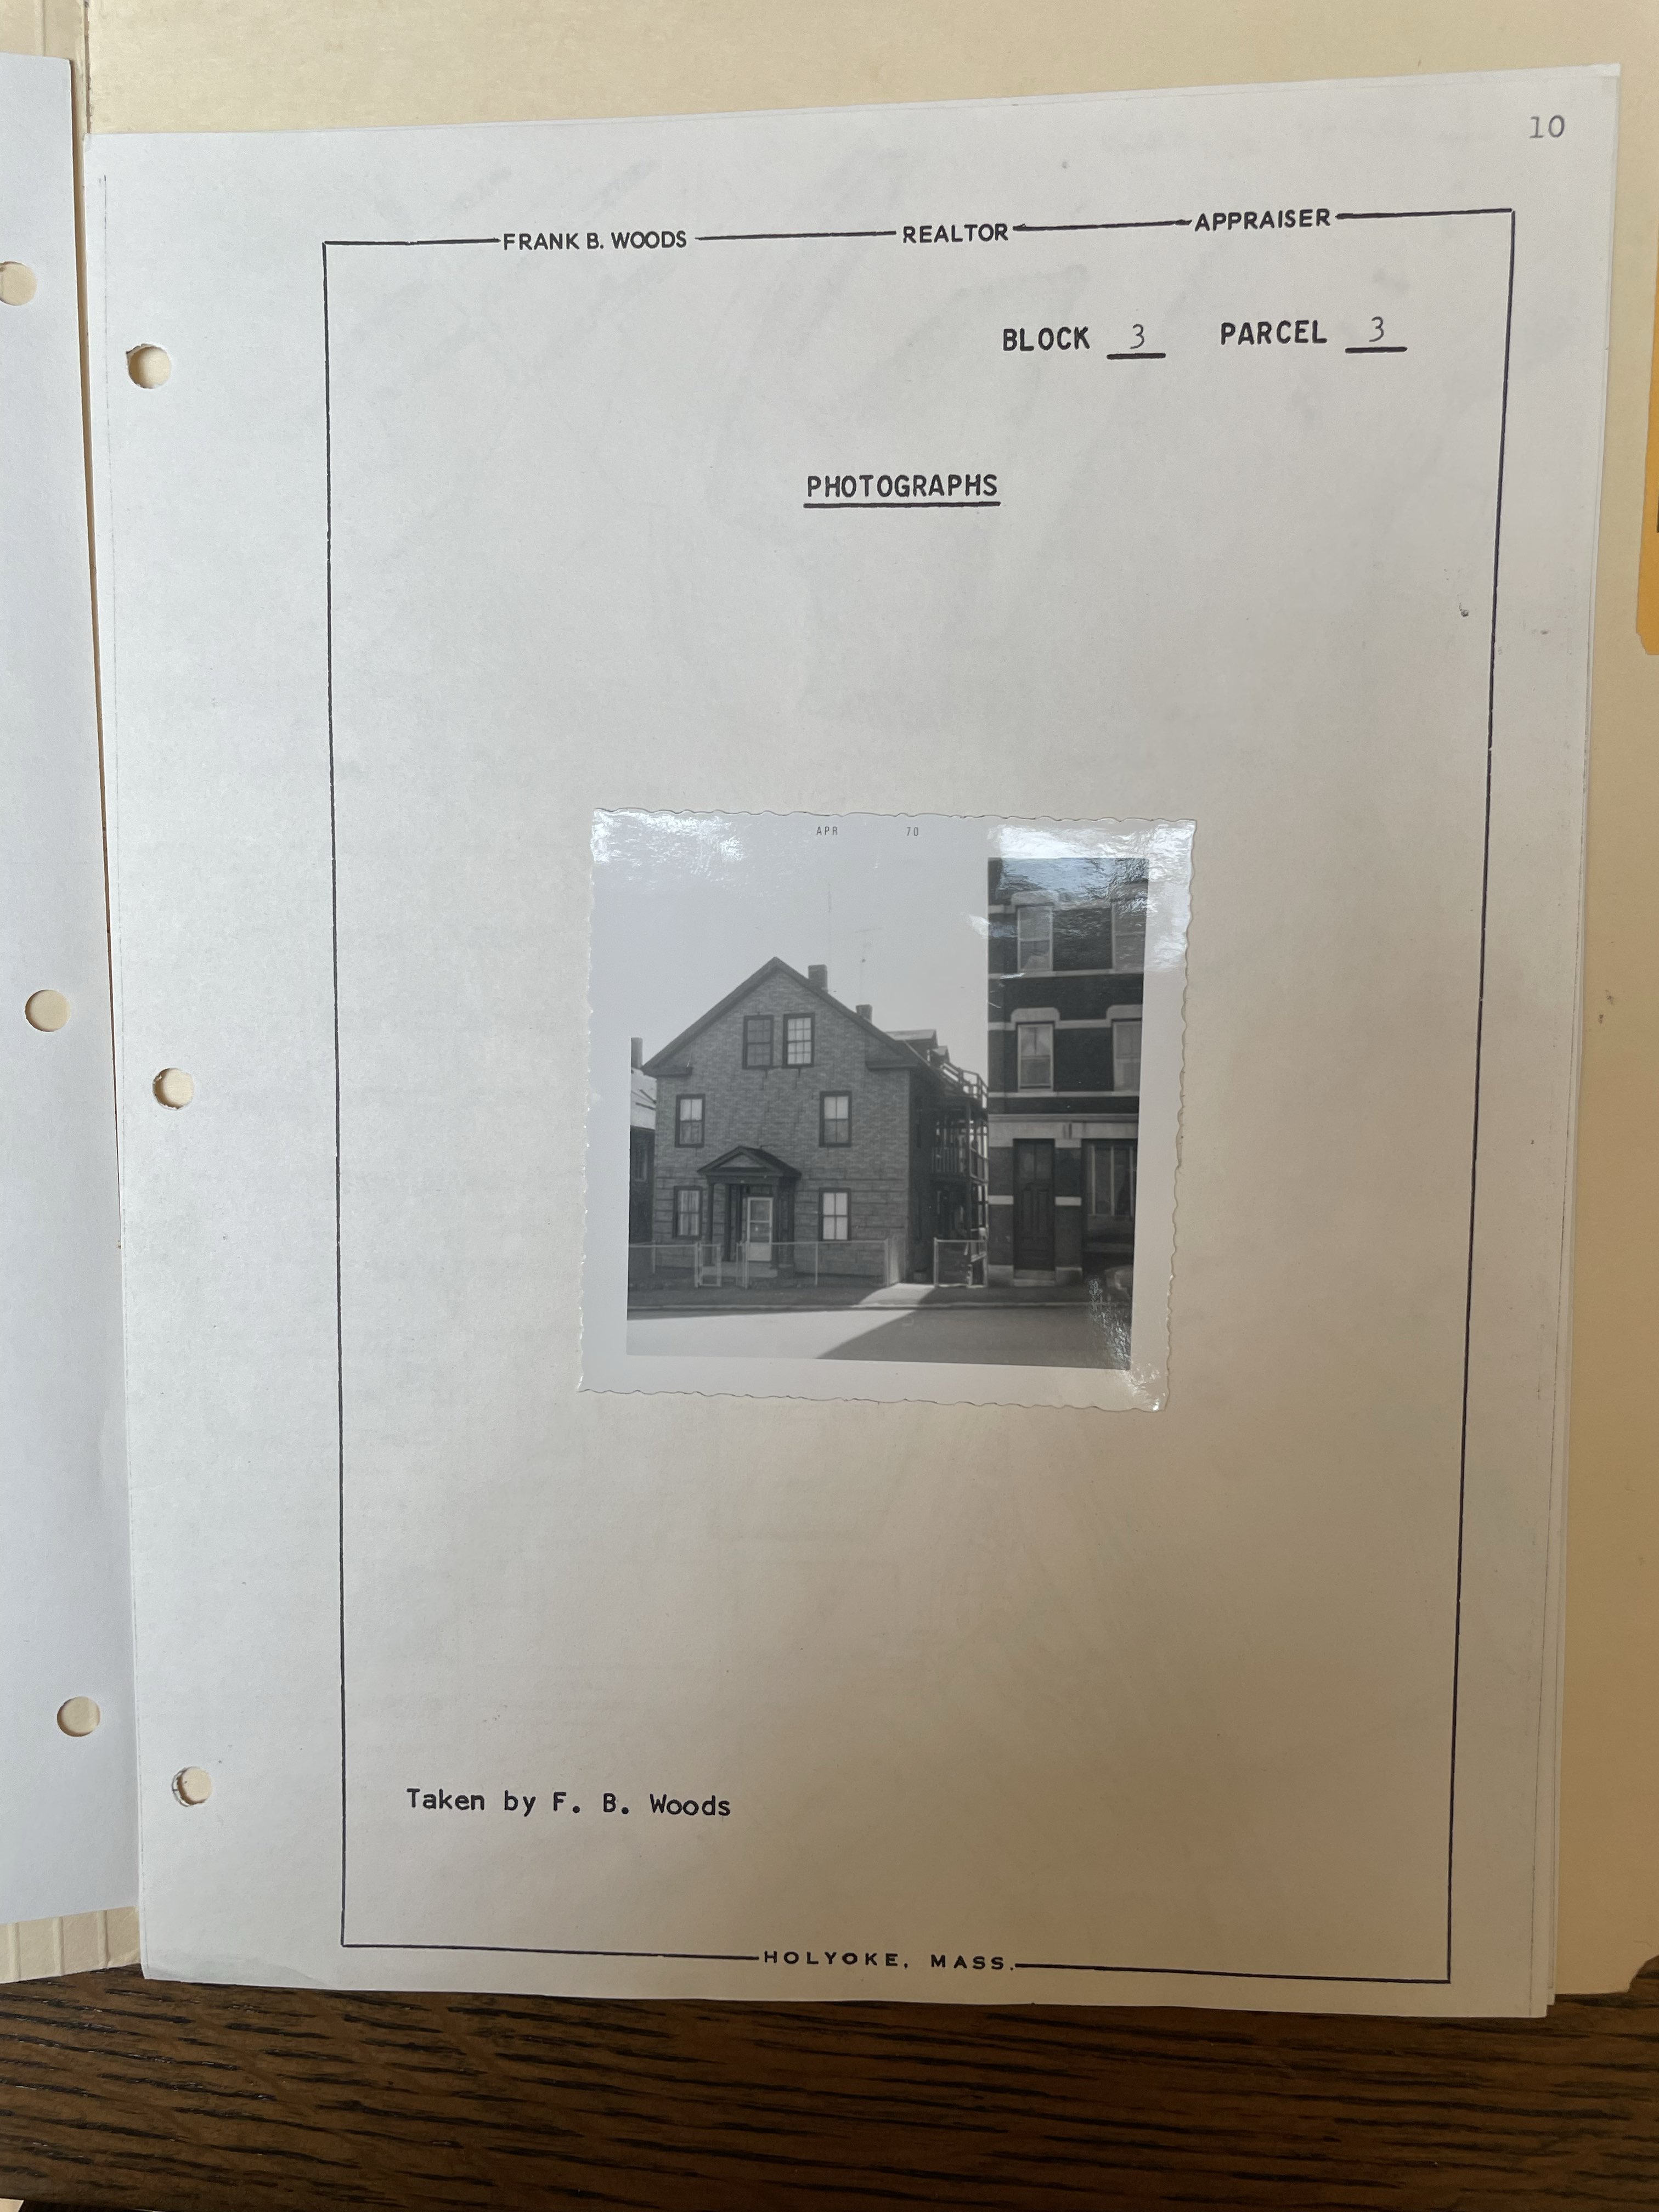 10
FRANK B. WOODS REALTOR APPRAISER
BLOCK 3 PARCEL 3
PHOTOGRAPHS
APR 70
Taken by F. B. Woods
HOLYOKE, MASS.